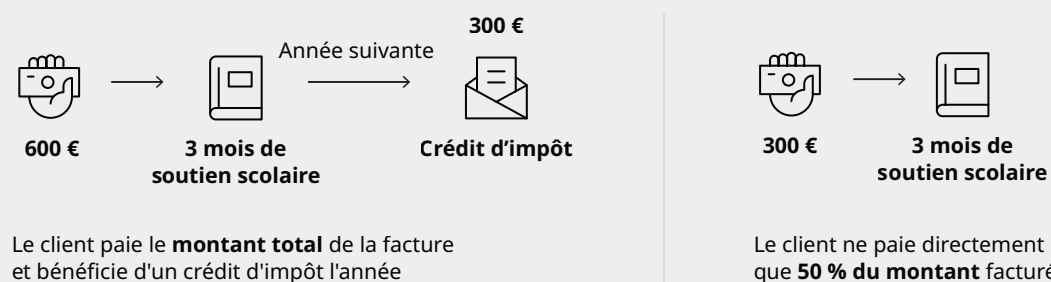 300 €
Année suivante
600 €
3 mois de
soutien scolaire
Crédit d'impôt
Le client paie le montant total de la facture
et bénéficie d'un crédit d'impôt l'année
300 €
3 mois de
soutien scolaire
Le client ne paie directement
que 50 % du montant facturé